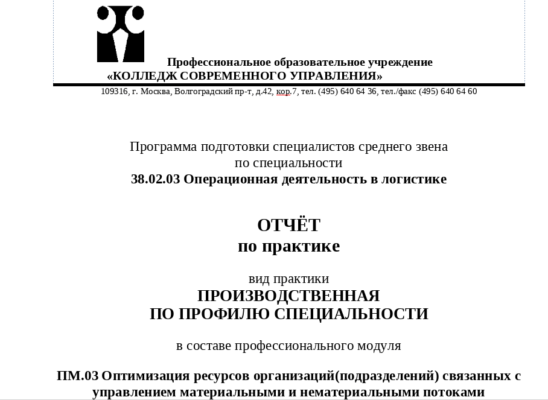 Профессиональное образовательное учреждение
«КОЛЛЕДЖ СОВРЕМЕННОГО УПРАВЛЕНИЯ»
109316, г. Москва, Волгоградский пр-т, д.42, кор.7, тел. (495) 640 64 36, тел./факс (495) 640 64 60
Программа подготовки специалистов среднего звена
по специальности
38.02.03 Операционная деятельность в логистике
ОТЧЁТ
по практике
вид практики
ПРОИЗВОДСТВЕННАЯ
ПО ПРОФИЛЮ СПЕЦИАЛЬНОСТИ
в составе профессионального модуля
ПМ.03 Оптимизация ресурсов организаций(подразделений) связанных с
управлением материальными и нематериальными потоками